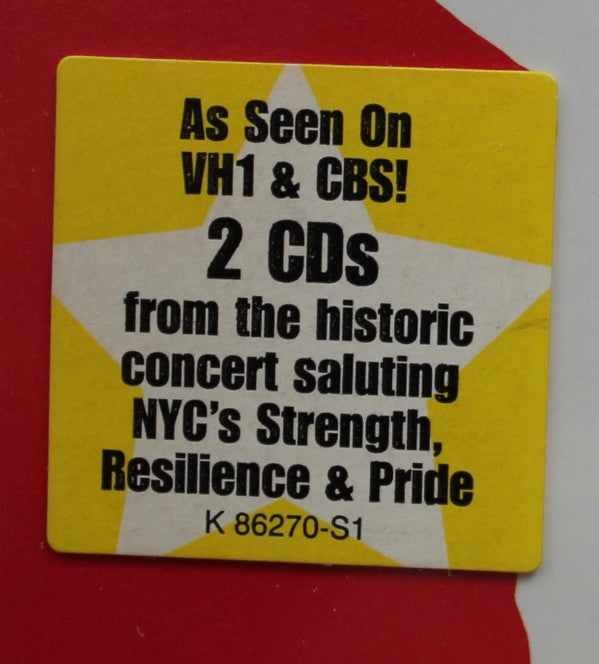 As Seen On
VH1 & CBS!
2 CDs
from the historic
concert saluting
NYC's Strength,
Resilience & Pride
K 86270-S1